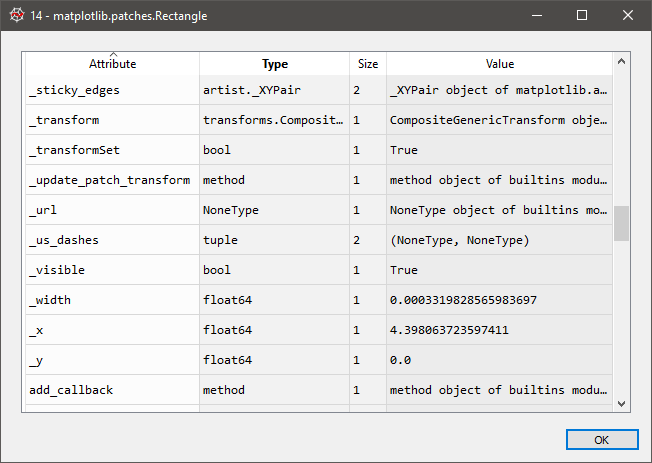 14 - matplotlib.patches.Rectangle
Attribute Type Size Value
_sticky_edges artist._XYPair 2 _XYPair object of matplotlib.a…
_transform transforms.Composit… 1 CompositeGenericTransform obje…
_transformSet bool 1 True
_update_patch_transform method 1 method object of builtins modu…
_url NoneType 1 NoneType object of builtins mo…
_us_dashes tuple 2 (NoneType, NoneType)
_visible bool 1 True
_width float64 1 0.0003319828565983697
_x float64 1 4.398063723597411
_y float64 1 0.0
add_callback method 1 method object of builtins modu…
OK